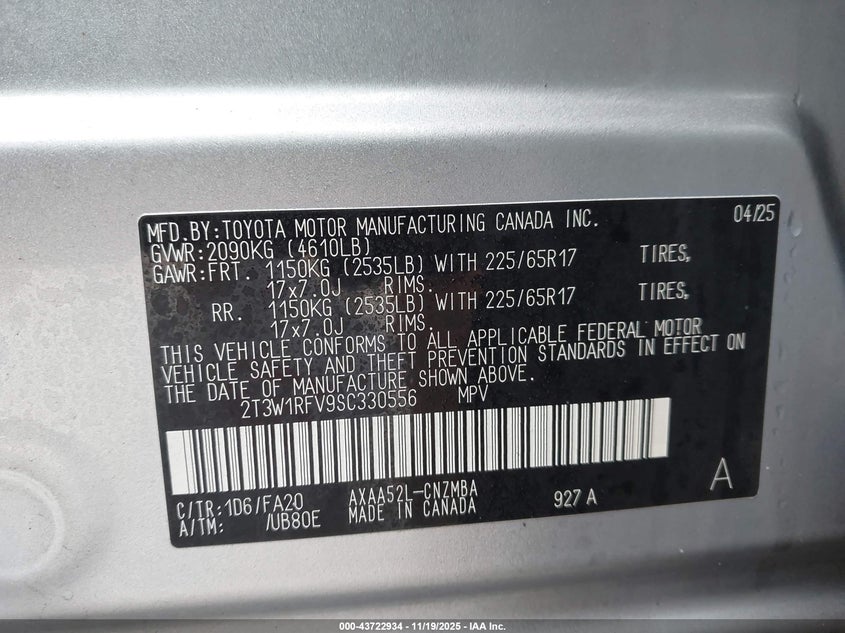 MFD.BY:TOYOTA MOTOR MANUFACTURING CANADA INC. 04/25
GVWR:2090KG (4610LB)
GAWR:FRT. 1150KG (2535LB) WITH 225/65R17 TIRES,
17x7.0J RIMS.
RR. 1150KG (2535LB) WITH 225/65R17 TIRES,
17x7.0J RIMS.
THIS VEHICLE CONFORMS TO ALL APPLICABLE FEDERAL MOTOR
VEHICLE SAFETY AND THEFT PREVENTION STANDARDS IN EFFECT ON
THE DATE OF MANUFACTURE SHOWN ABOVE.
2T3W1RFV9SC330556 MPV
C/TR:1D6/FA20 AXAA52L-CNZMBA 927 A A
A/TM: /UB80E MADE IN CANADA
000-43722934 - 11/19/2025 - IAA Inc.